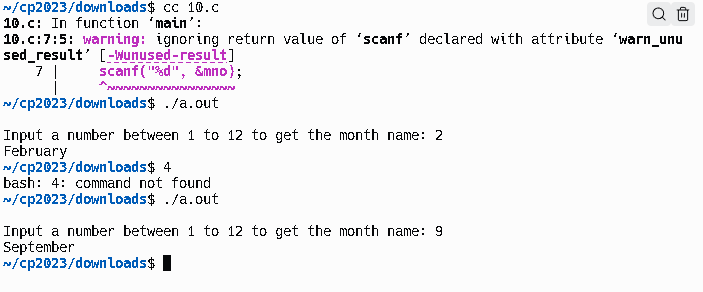 ~/cp2023/downloads$ cc 10.c
10.c: In function ‘main’:
10.c:7:5: warning: ignoring return value of ‘scanf’ declared with attribute ‘warn_unu
sed_result’ [-Wunused-result]
    7 |     scanf("%d", &mno);
      |     ^~~~~~~~~~~~~~~~~
~/cp2023/downloads$ ./a.out
Input a number between 1 to 12 to get the month name: 2
February
~/cp2023/downloads$ 4
bash: 4: command not found
~/cp2023/downloads$ ./a.out
Input a number between 1 to 12 to get the month name: 9
September
~/cp2023/downloads$